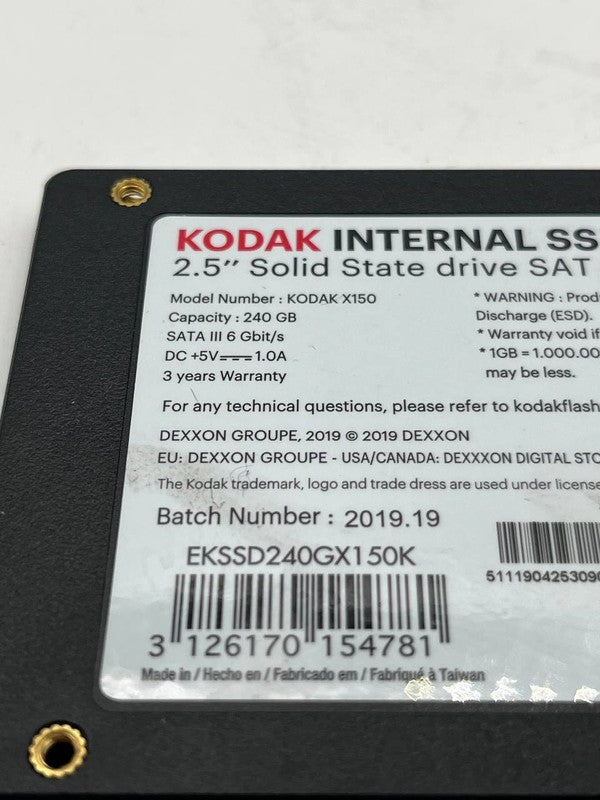 KODAK INTERNAL SS
2.5” Solid State drive SAT
Model Number : KODAK X150
Capacity : 240 GB
SATA III 6 Gbit/s
DC +5V⎓1.0A
3 years Warranty
* WARNING : Prod
Discharge (ESD).
* Warranty void if
* 1GB = 1.000.00
may be less.
For any technical questions, please refer to kodakflash
DEXXON GROUPE, 2019 © 2019 DEXXON
EU: DEXXON GROUPE - USA/CANADA: DEXXXON DIGITAL STO
The Kodak trademark, logo and trade dress are used under license
Batch Number : 2019.19
EKSSD240GX150K
3 126170 154781
5111904253090
Made in / Hecho en / Fabricado em / Fabriqué à Taiwan